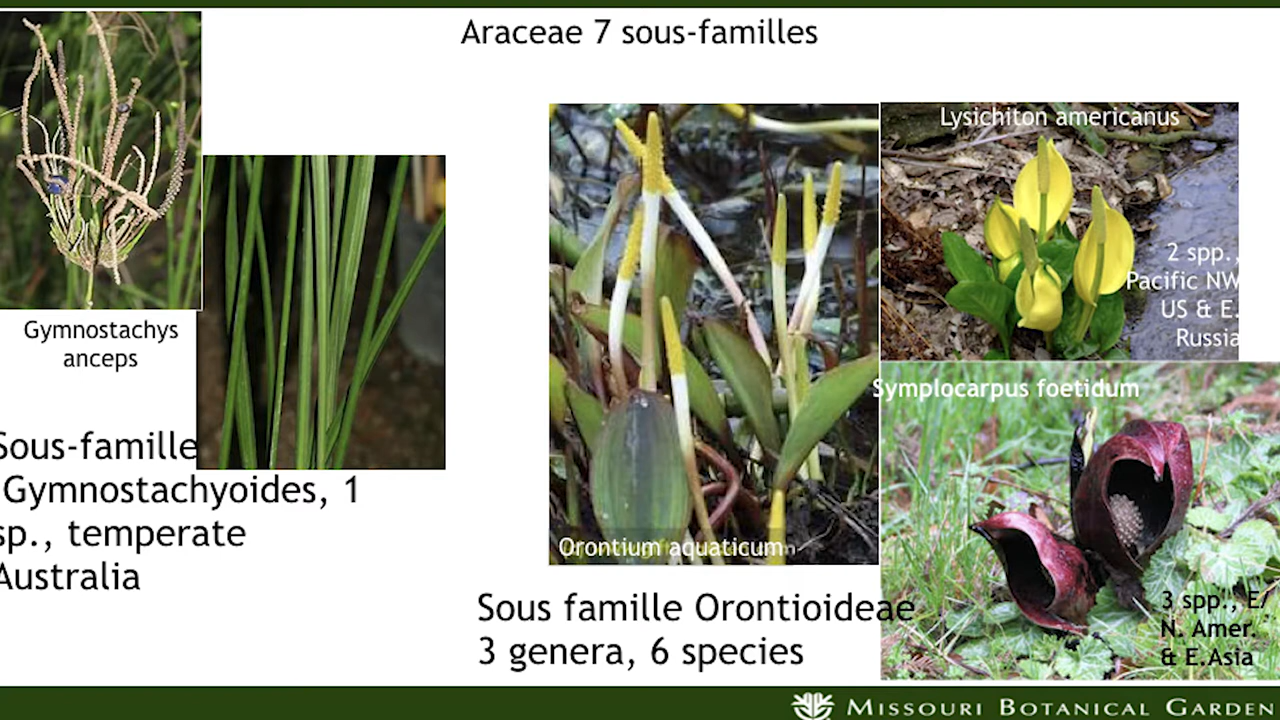 Araceae 7 sous-familles
Gymnostachys
anceps
Sous-famille
Gymnostachyoides, 1
sp., temperate
Australia
Orontium aquaticum
Sous famille Orontioideae
3 genera, 6 species
Lysichiton americanus
2 spp.,
Pacific NW
US & E.
Russia
Symplocarpus foetidum
3 spp., E/
N. Amer.
& E.Asia
MISSOURI BOTANICAL GARDEN